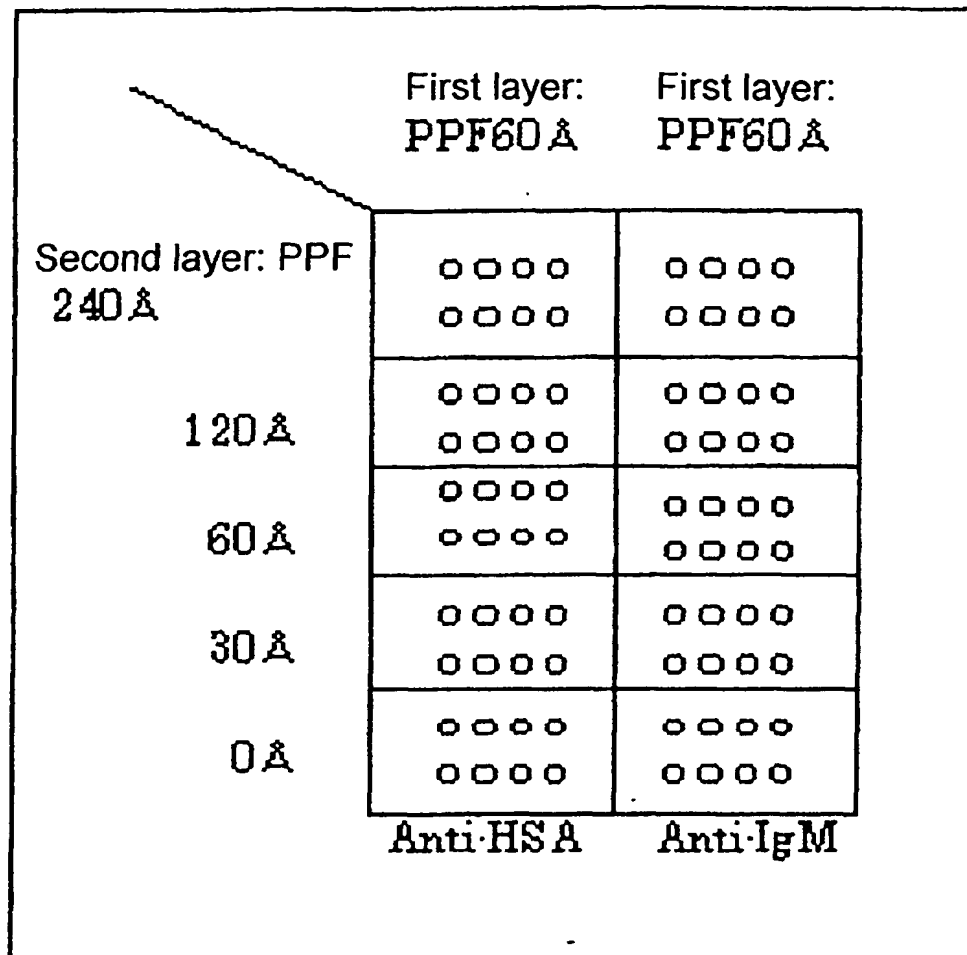 First layer: First layer:
PPF60Å PPF60Å
Second layer: PPF
240Å
120Å
60Å
30Å
0Å
Anti·HSA Anti·IgM